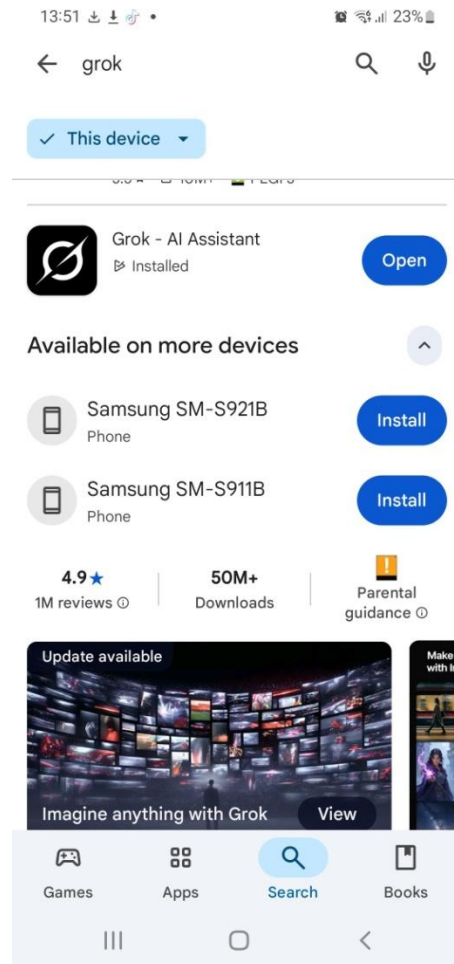 13:51
23%
grok
This device
Grok - AI Assistant
Installed
Open
Available on more devices
Samsung SM-S921B
Phone
Install
Samsung SM-S911B
Phone
Install
4.9★
1M reviews
50M+
Downloads
Parental
guidance
Update available
Imagine anything with Grok
View
Make
Games
Apps
Search
Books